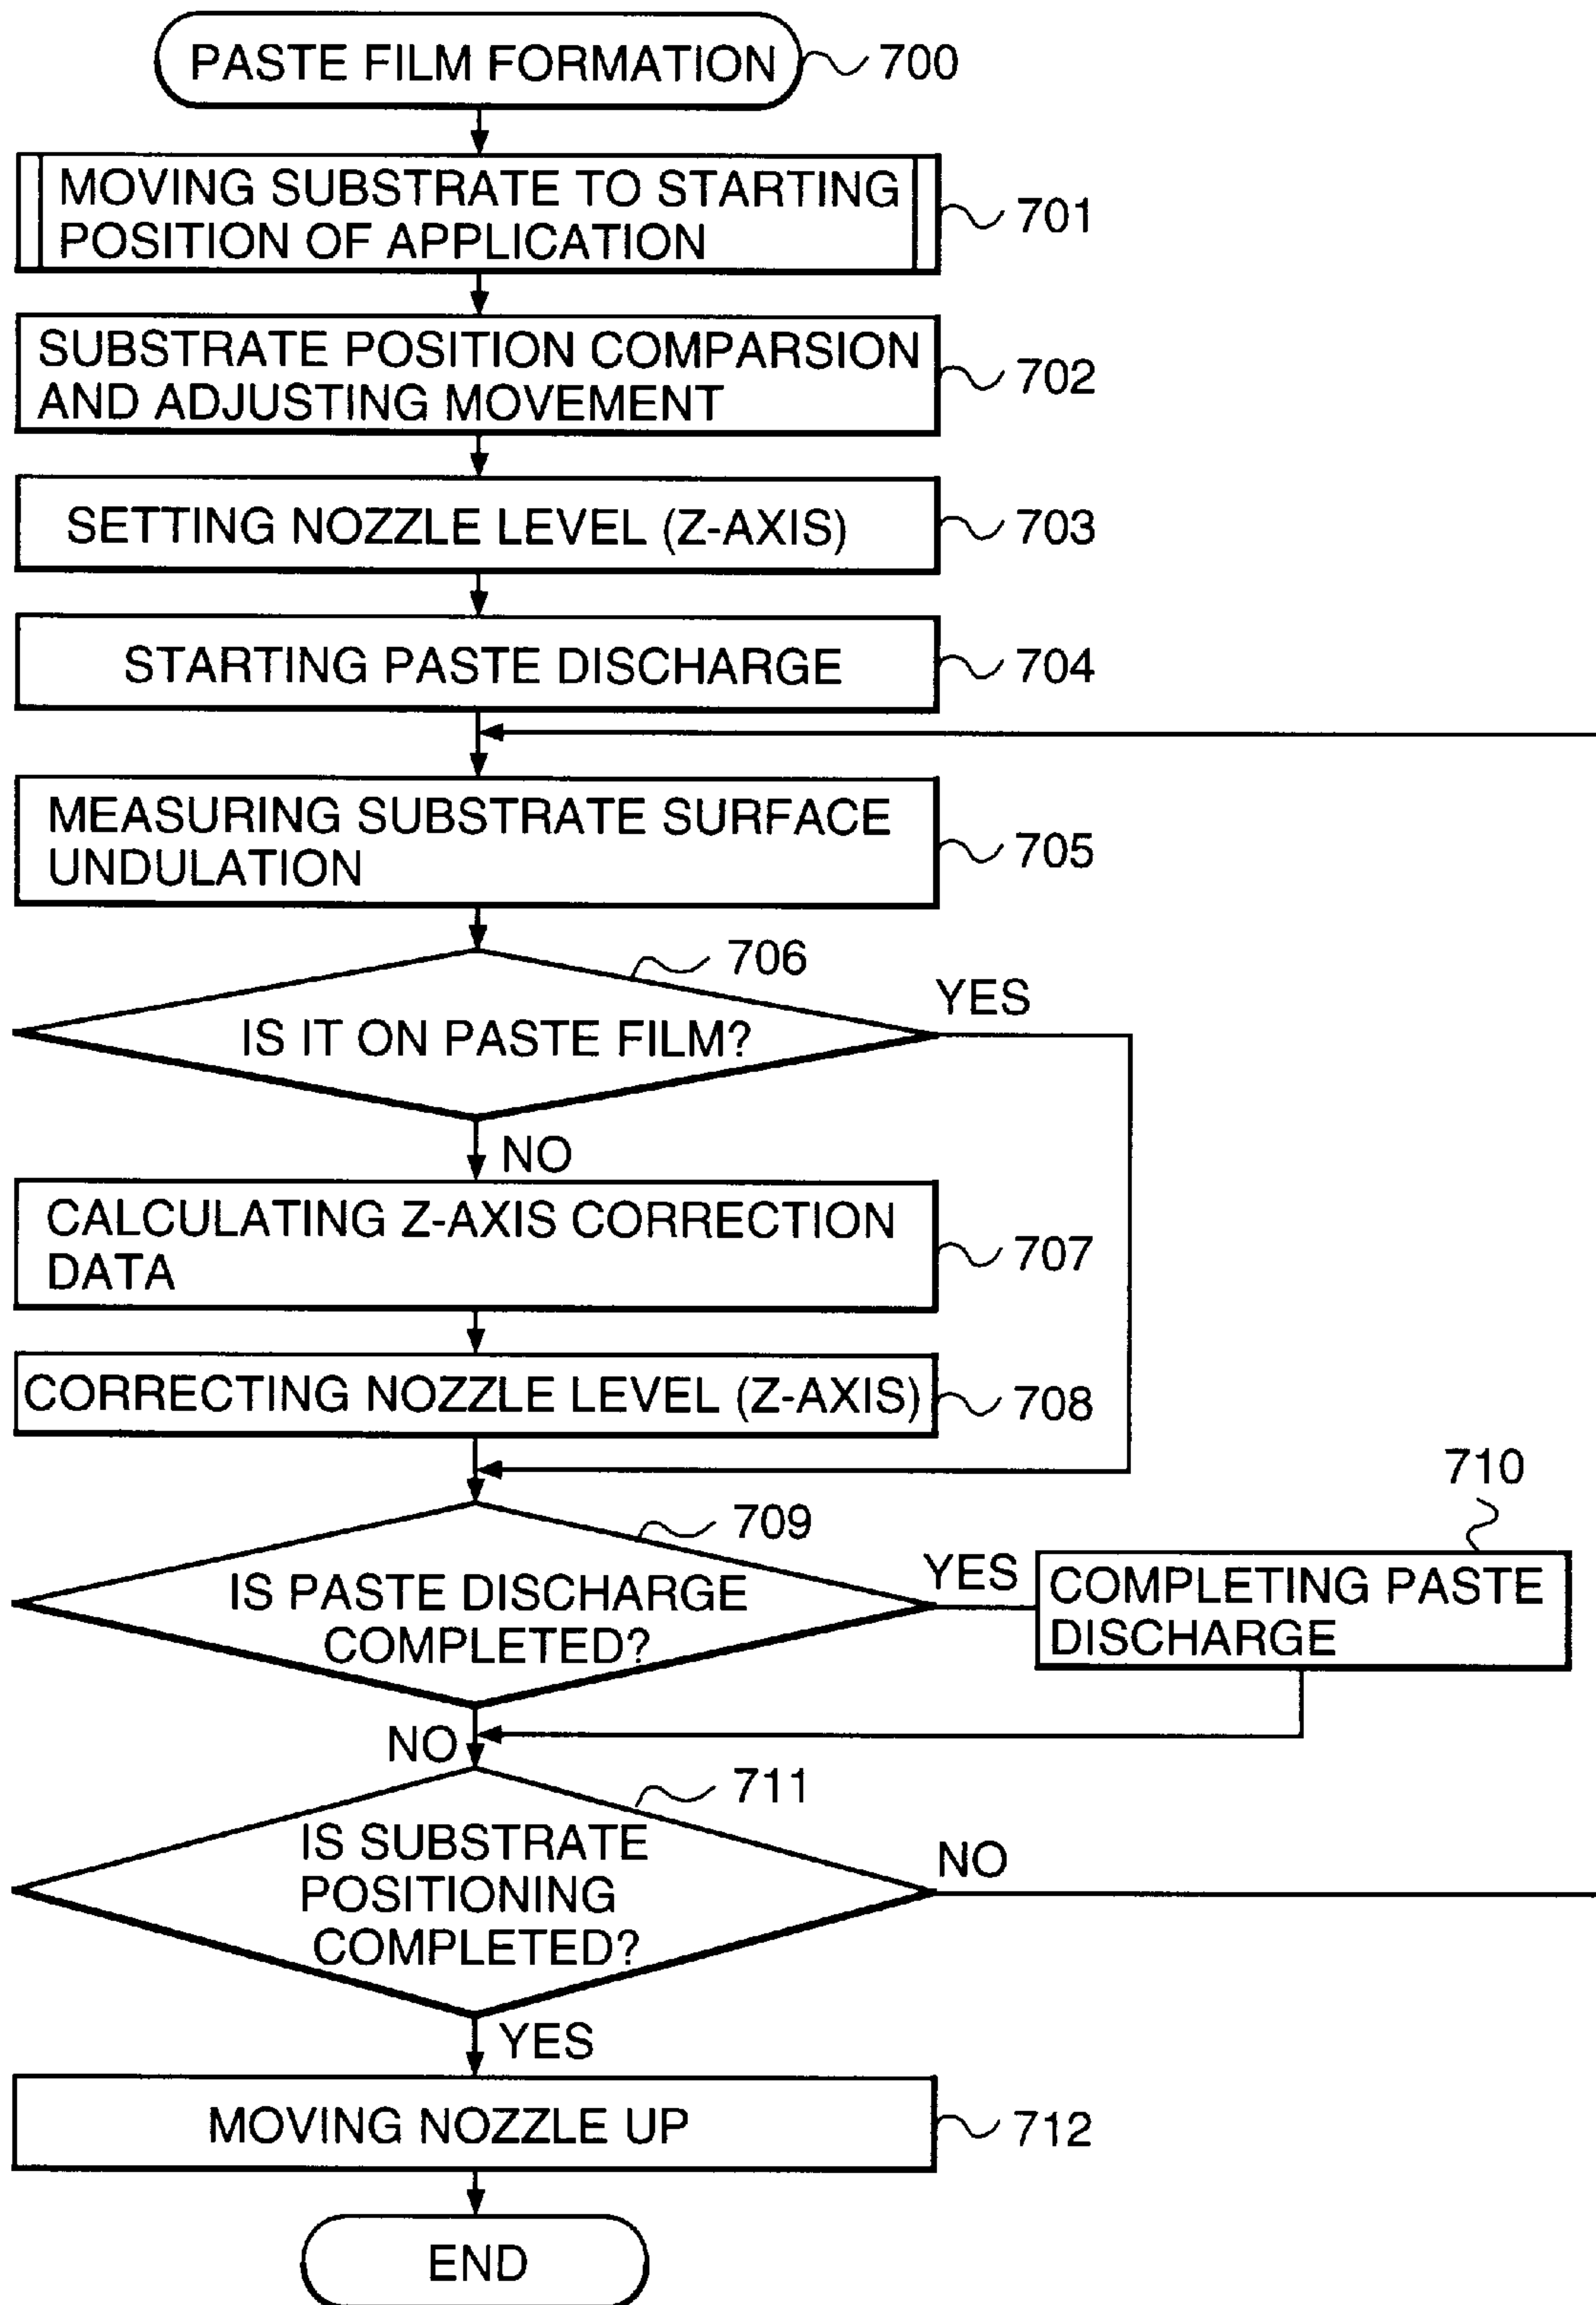 PASTE FILM FORMATION
700
MOVING SUBSTRATE TO STARTING
POSITION OF APPLICATION
701
SUBSTRATE POSITION COMPARSION
AND ADJUSTING MOVEMENT
702
SETTING NOZZLE LEVEL (Z-AXIS)
703
STARTING PASTE DISCHARGE
704
MEASURING SUBSTRATE SURFACE
UNDULATION
705
706
IS IT ON PASTE FILM?
YES
NO
CALCULATING Z-AXIS CORRECTION
DATA
707
CORRECTING NOZZLE LEVEL (Z-AXIS)
708
709
IS PASTE DISCHARGE
COMPLETED?
YES
710
COMPLETING PASTE
DISCHARGE
NO
711
IS SUBSTRATE
POSITIONING
COMPLETED?
NO
YES
MOVING NOZZLE UP
712
END